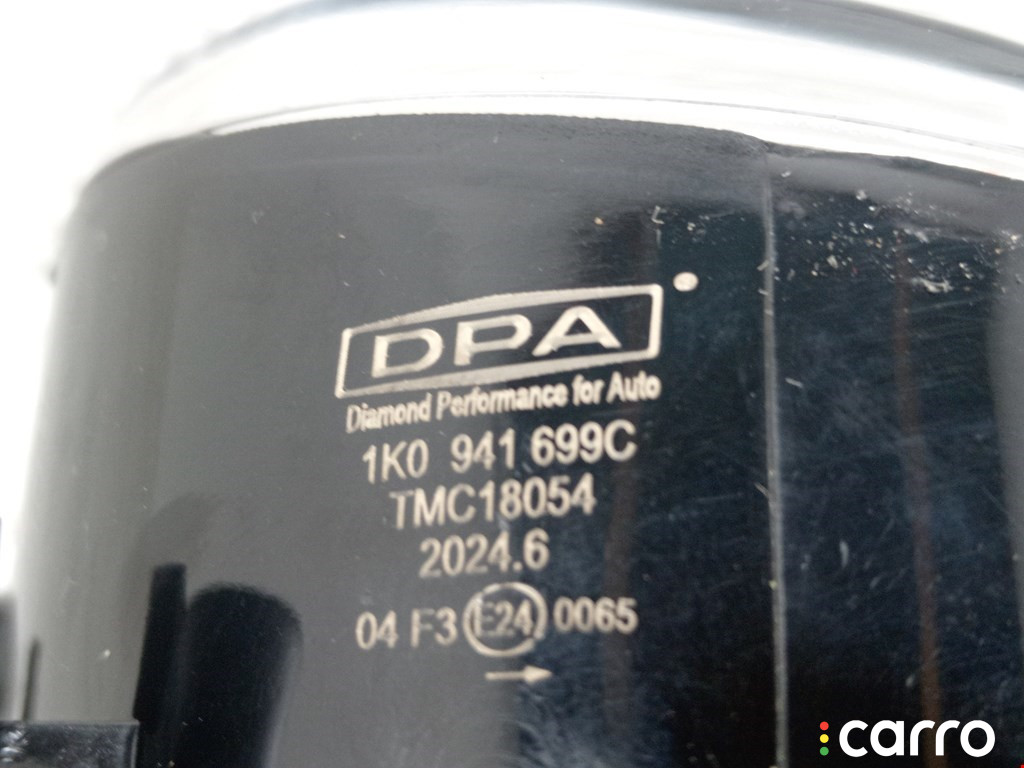 DPA
Diamond Performance for Auto
1K0 941 699C
TMC18054
2024.6
04 F3 E24 0065
carro